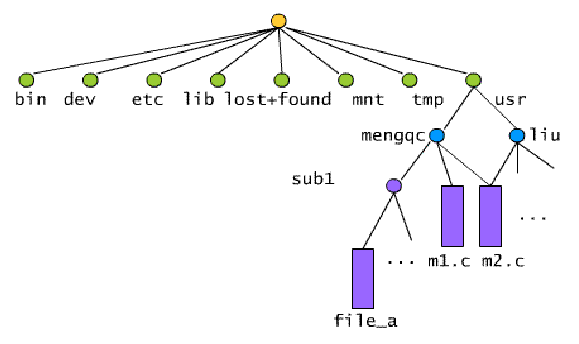 bin dev etc lib lost+found mnt tmp usr
mengqc liu
sub1
...
... m1.c m2.c
file_a